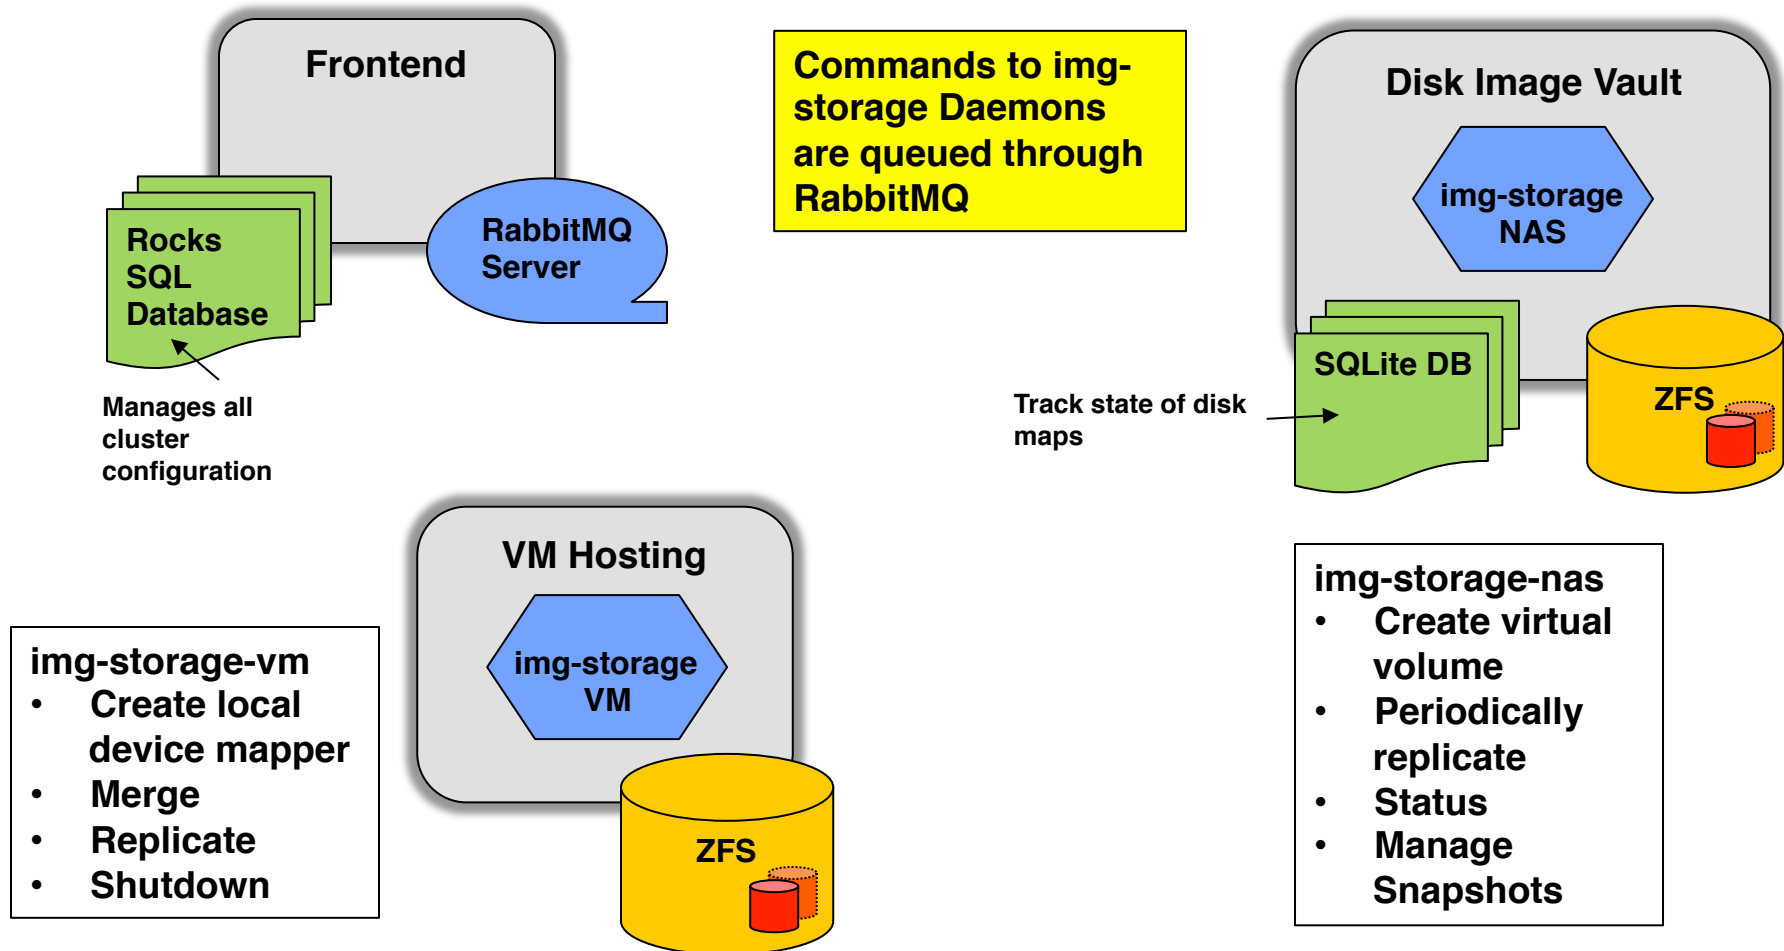 Frontend
Commands to img-
storage Daemons
are queued through
RabbitMQ
Disk Image Vault
img-storage
NAS
Rocks
SQL
Database
RabbitMQ
Server
SQLite DB
ZFS
Manages all
cluster
configuration
Track state of disk
maps
VM Hosting
img-storage
VM
ZFS
img-storage-vm
• Create local
device mapper
• Merge
• Replicate
• Shutdown
img-storage-nas
• Create virtual
volume
• Periodically
replicate
• Status
• Manage
Snapshots